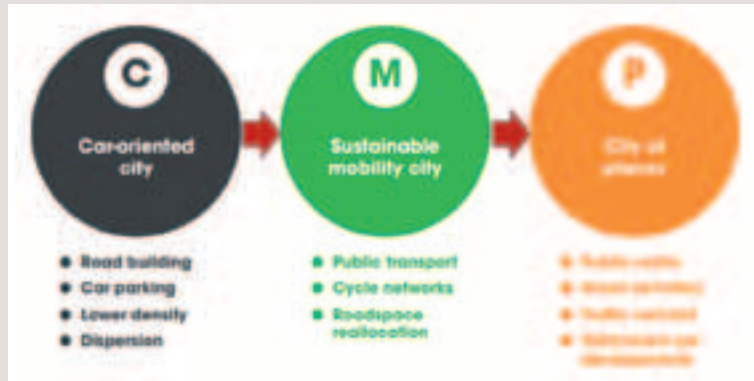 C
Car-oriented
city
Road building
Car parking
Lower density
Dispersion
M
Sustainable
mobility city
Public transport
Cycle networks
Roadspace
reallocation
P
City of
places